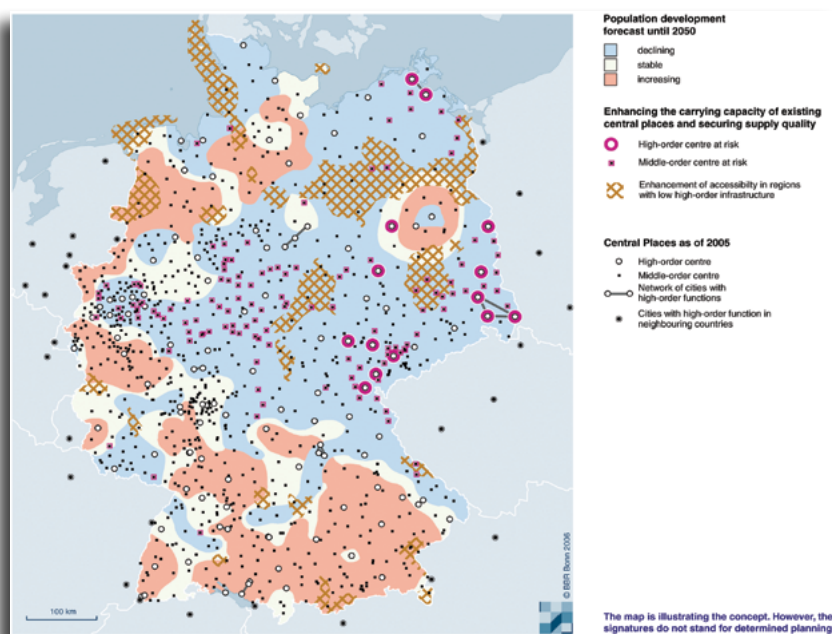 Population development
forecast until 2050
declining
stable
increasing
Enhancing the carrying capacity of existing
central places and securing supply quality
High-order centre at risk
Middle-order centre at risk
Enhancement of accessibilty in regions
with low high-order infrastructure
Central Places as of 2005
High-order centre
Middle-order centre
Network of cities with
high-order functions
Cities with high-order function in
neighbouring countries
100 km
© BBR Bonn 2006
The map is illustrating the concept. However, the
signatures do not stand for determined planning